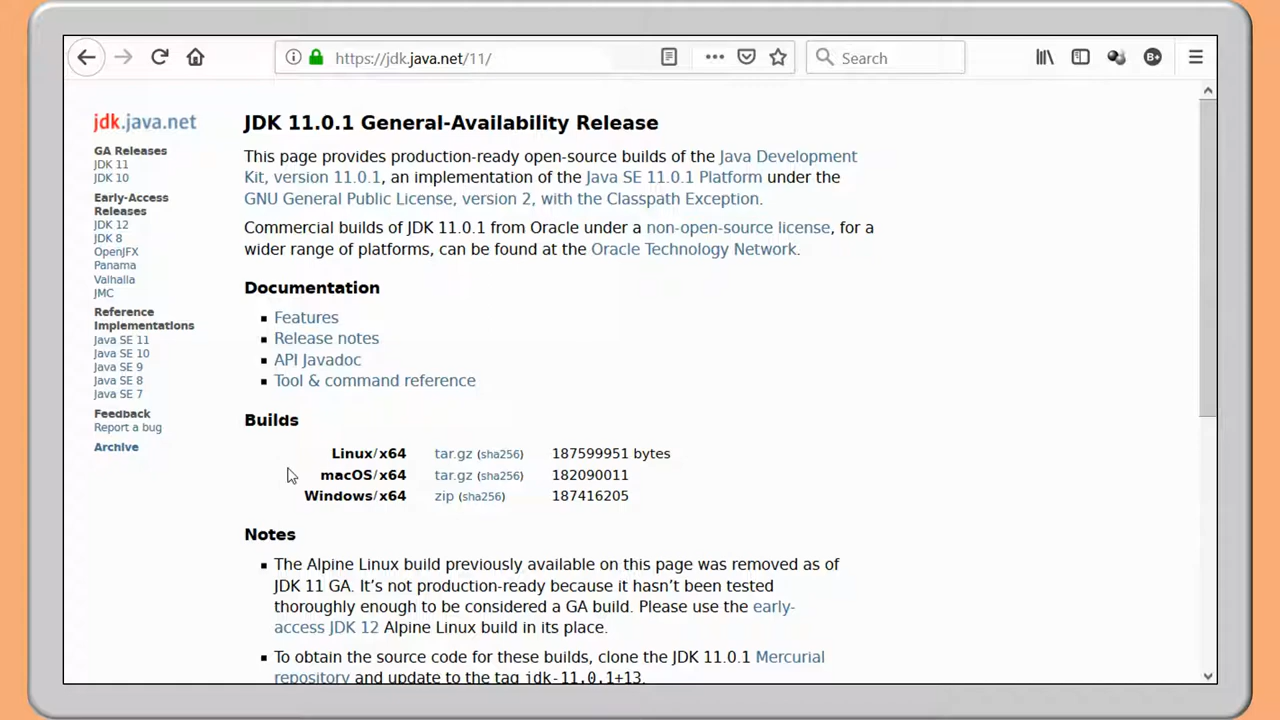 https://jdk.java.net/11/
Search
B+
jdk.java.net
GA Releases
JDK 11
JDK 10
Early-Access
Releases
JDK 12
JDK 8
OpenJFX
Panama
Valhalla
JMC
Reference
Implementations
Java SE 11
Java SE 10
Java SE 9
Java SE 8
Java SE 7
Feedback
Report a bug
Archive
JDK 11.0.1 General-Availability Release
This page provides production-ready open-source builds of the Java Development
Kit, version 11.0.1, an implementation of the Java SE 11.0.1 Platform under the
GNU General Public License, version 2, with the Classpath Exception.
Commercial builds of JDK 11.0.1 from Oracle under a non-open-source license, for a
wider range of platforms, can be found at the Oracle Technology Network.
Documentation
Features
Release notes
API Javadoc
Tool & command reference
Builds
Linux/x64 tar.gz (sha256) 187599951 bytes
macOS/x64 tar.gz (sha256) 182090011
Windows/x64 zip (sha256) 187416205
Notes
The Alpine Linux build previously available on this page was removed as of
JDK 11 GA. It's not production-ready because it hasn't been tested
thoroughly enough to be considered a GA build. Please use the early-
access JDK 12 Alpine Linux build in its place.
To obtain the source code for these builds, clone the JDK 11.0.1 Mercurial
repository and update to the tag jdk-11.0.1+13.